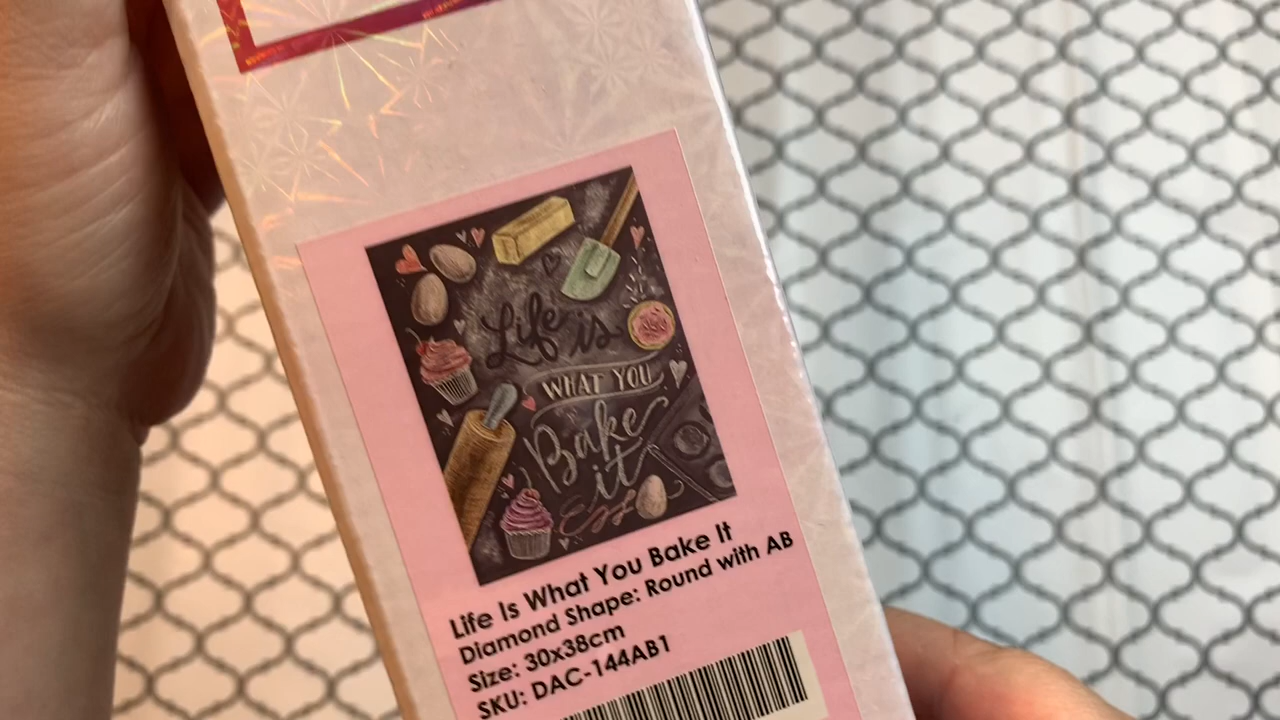 Life is
WHAT YOU
Bake
it
Eggs
Life Is What You Bake It
Diamond Shape: Round with AB
Size: 30x38cm
SKU: DAC-144AB1